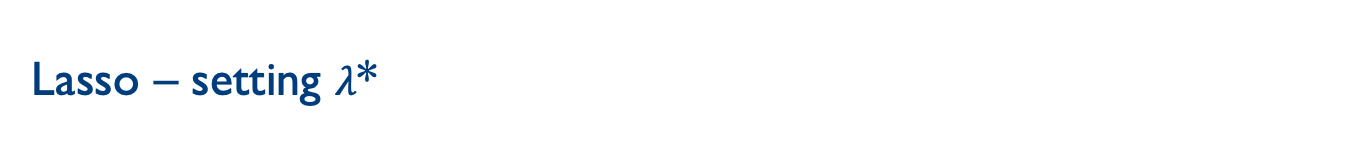 Lasso – setting λ*